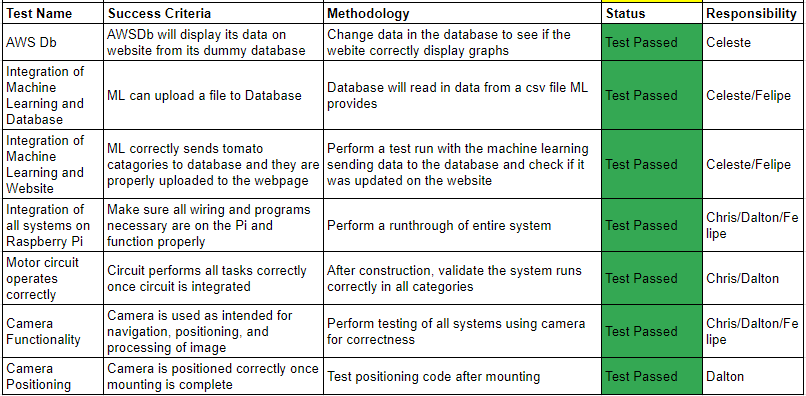 Test Name Success Criteria Methodology Status Responsibility
AWS Db
AWSDb will display its data on
website from its dummy database
Change data in the database to see if the
webite correctly display graphs
Test Passed
Celeste
Integration of
Machine
Learning and
Database
ML can upload a file to Database
Database will read in data from a csv file ML
provides
Test Passed
Celeste/Felipe
Integration of
Machine
Learning and
Website
ML correctly sends tomato
catagories to database and they are
properly uploaded to the webpage
Perform a test run with the machine learning
sending data to the database and check if it
was updated on the website
Test Passed
Celeste/Felipe
Integration of
all systems on
Raspberry Pi
Make sure all wiring and programs
necessary are on the Pi and
function properly
Perform a runthrough of entire system
Test Passed
Chris/Dalton/Fe
lipe
Motor circuit
operates
correctly
Circuit performs all tasks correctly
once circuit is integrated
After construction, validate the system runs
correctly in all categories
Test Passed
Chris/Dalton
Camera
Functionality
Camera is used as intended for
navigation, positioning, and
processing of image
Perform testing of all systems using camera
for correctness
Test Passed
Chris/Dalton/Fe
lipe
Camera
Positioning
Camera is positioned correctly once
mounting is complete
Test positioning code after mounting
Test Passed
Dalton